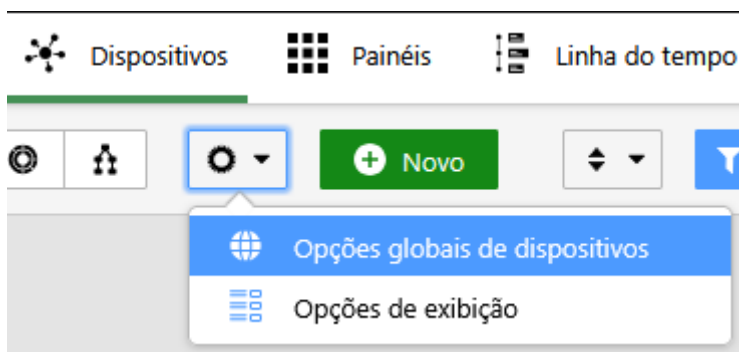 Dispositivos Painéis Linha do tempo
Novo
Opções globais de dispositivos
Opções de exibição